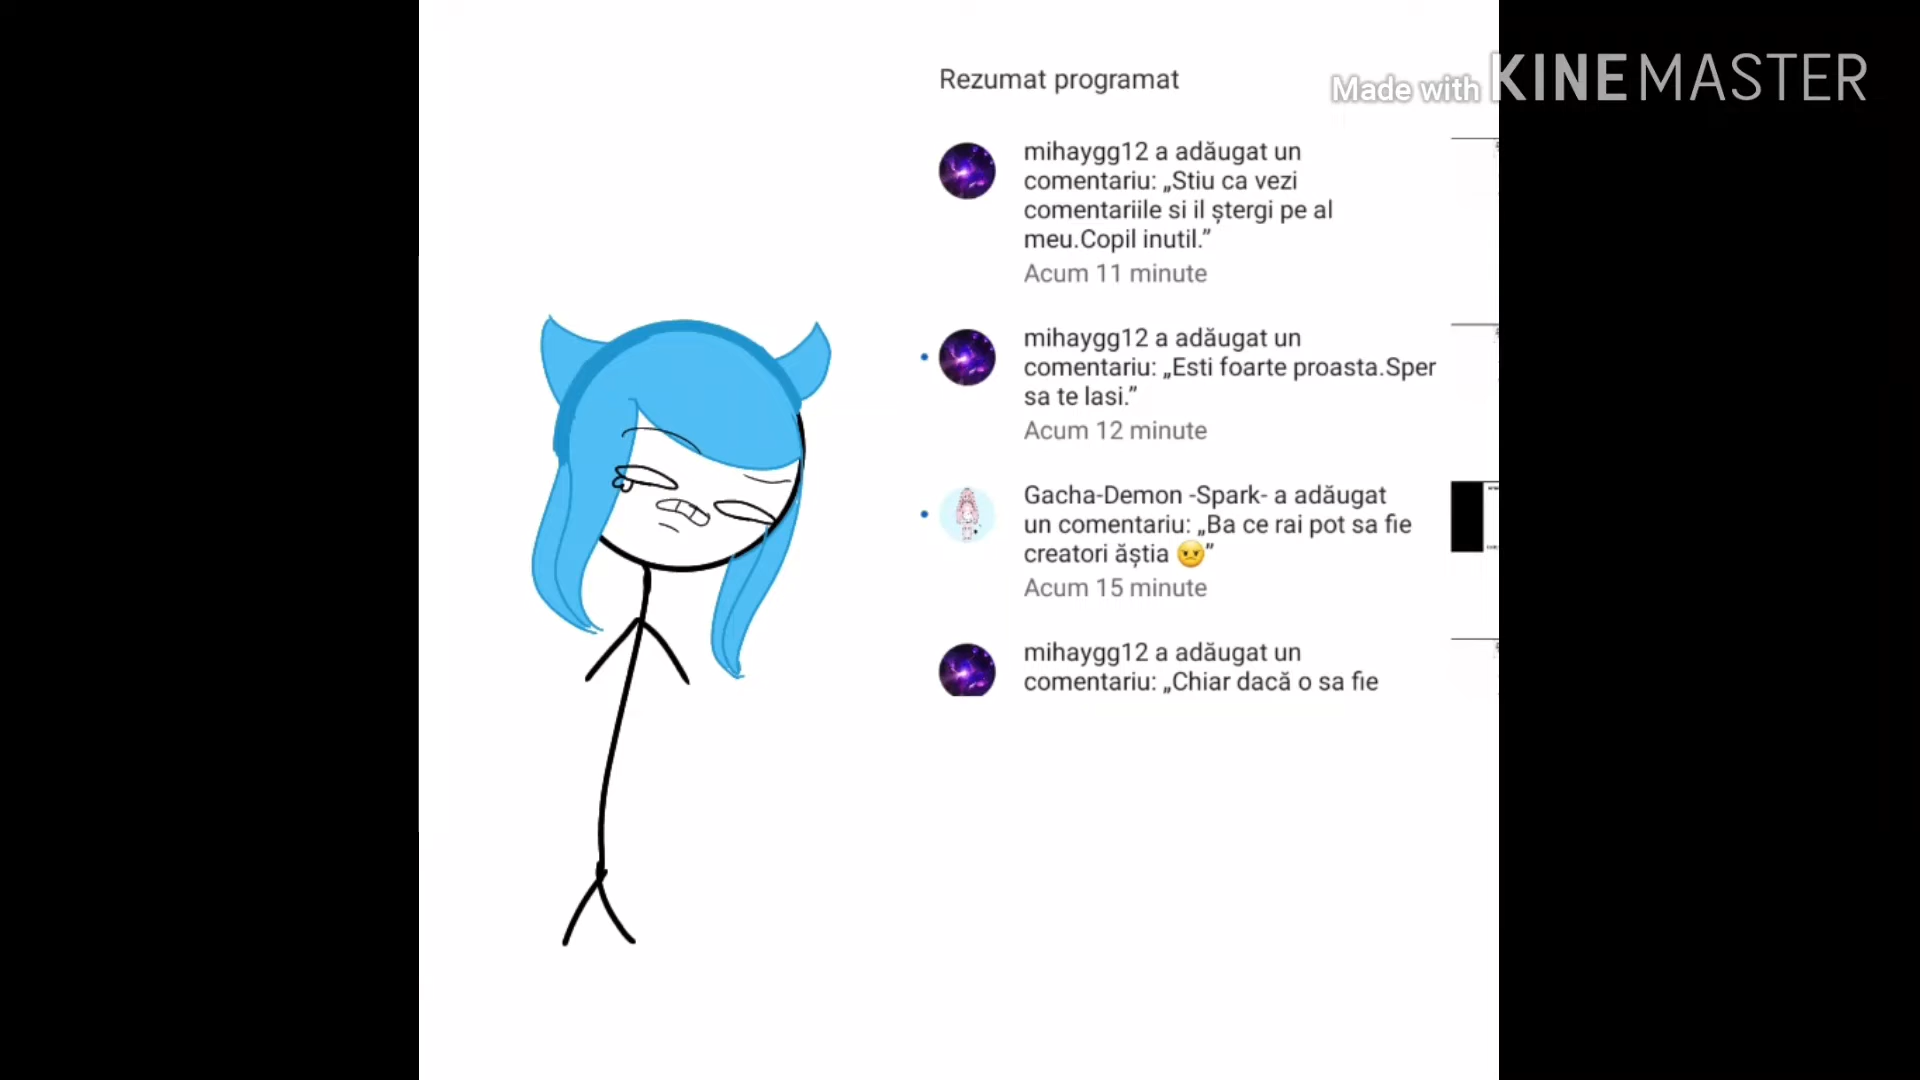 Rezumat programat
Made with KINEMASTER
mihaygg12 a adăugat un
comentariu: „Stiu ca vezi
comentariile si il ștergi pe al
meu.Copil inutil.”
Acum 11 minute
mihaygg12 a adăugat un
comentariu: „Esti foarte proasta.Sper
sa te lasi.”
Acum 12 minute
Gacha-Demon -Spark- a adăugat
un comentariu: „Ba ce rai pot sa fie
creatori ăștia 😠”
Acum 15 minute
mihaygg12 a adăugat un
comentariu: „Chiar dacă o sa fie